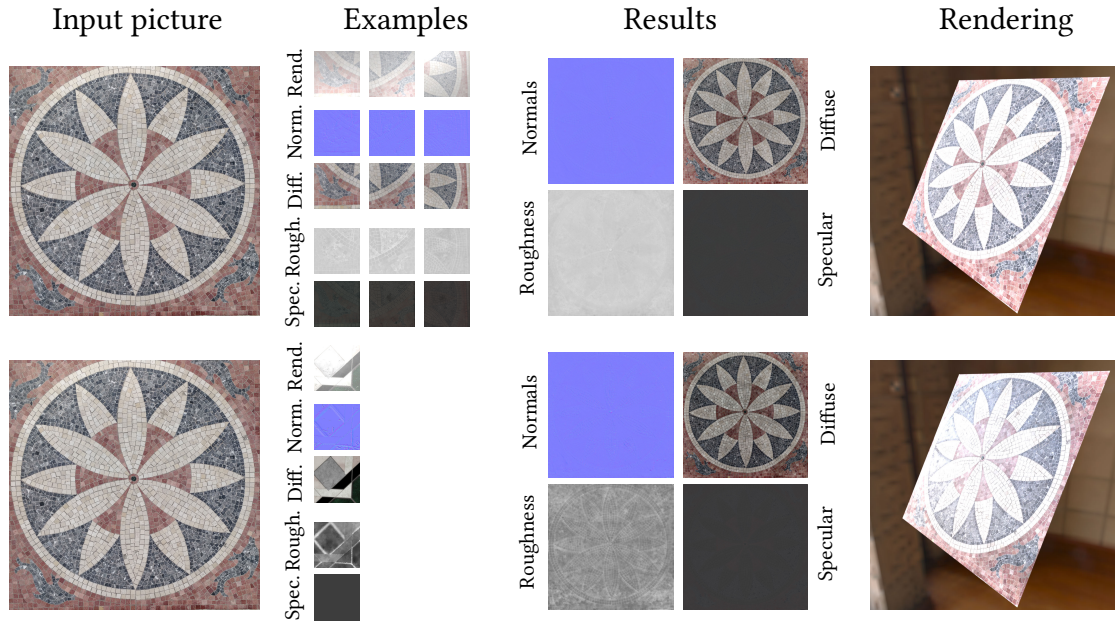 Input picture
Examples
Results
Rendering
Rend.
Norm.
Diff.
Rough.
Spec.
Normals
Diffuse
Roughness
Specular
Rend.
Norm.
Diff.
Rough.
Spec.
Normals
Diffuse
Roughness
Specular